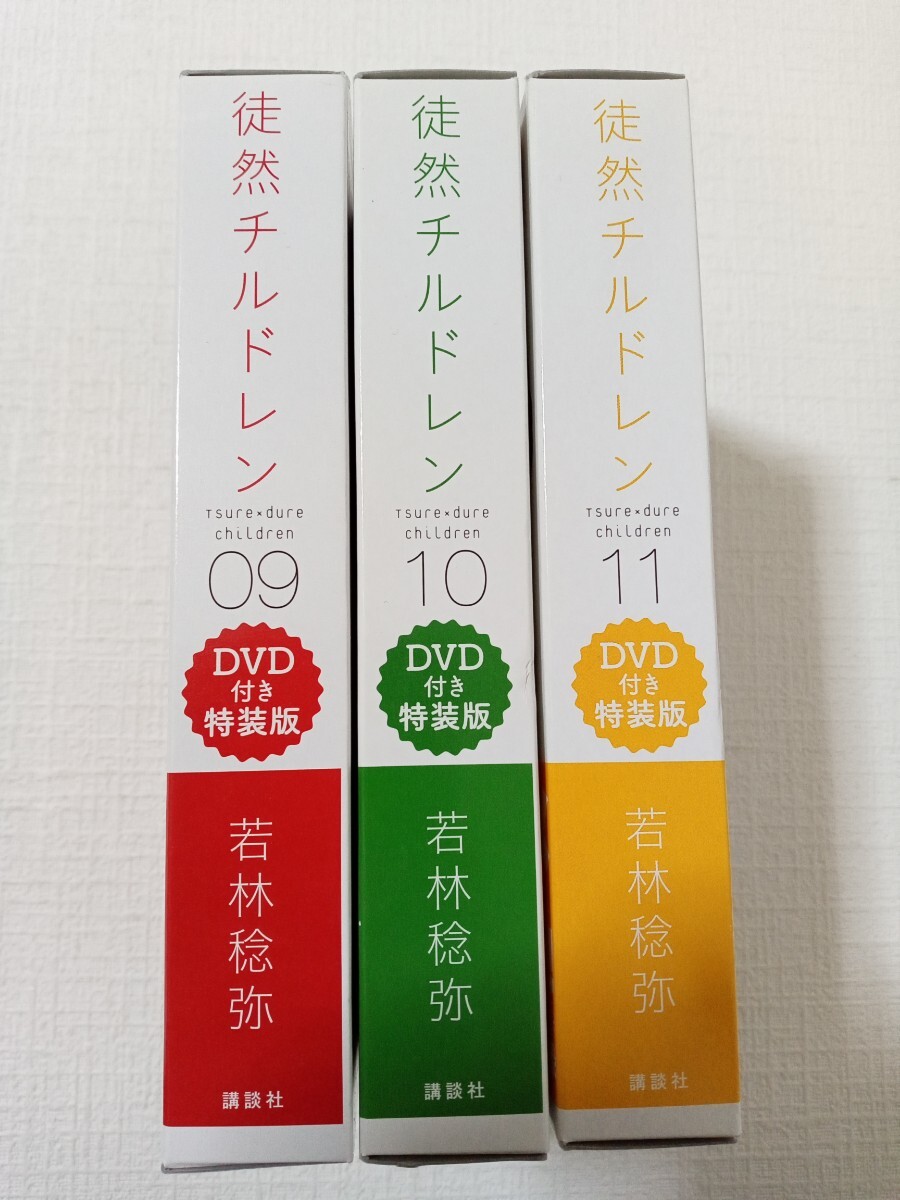 徒然チルドレン
Tsure×dure
children
09
DVD
付き
特装版
若林稔弥
講談社
徒然チルドレン
Tsure×dure
children
10
DVD
付き
特装版
若林稔弥
講談社
徒然チルドレン
Tsure×dure
children
11
DVD
付き
特装版
若林稔弥
講談社